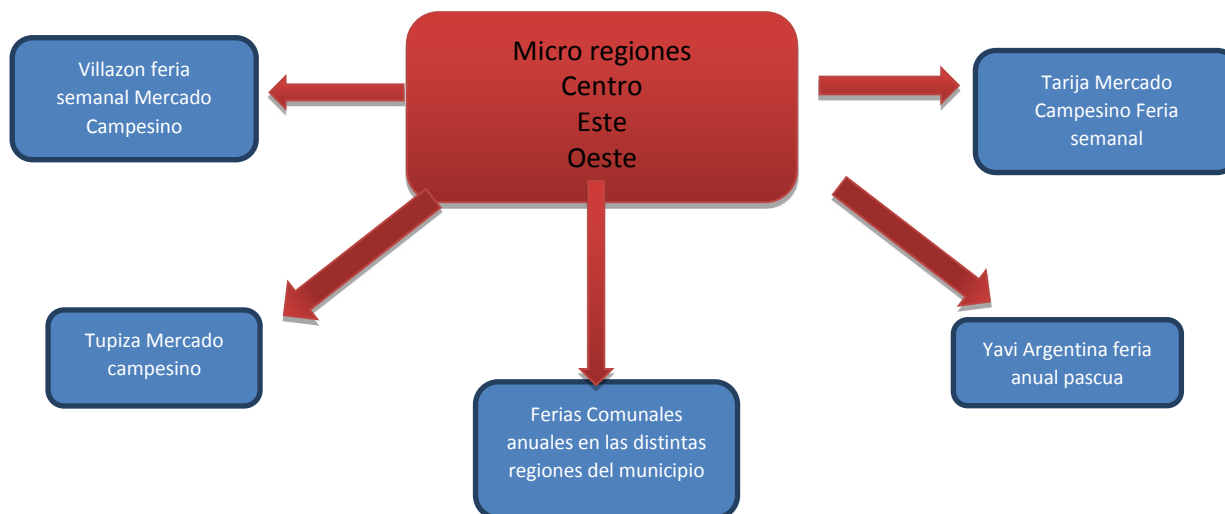 Micro regiones
Centro
Este
Oeste
Villazon feria
semanal Mercado
Campesino
Tarija Mercado
Campesino Feria
semanal
Tupiza Mercado
campesino
Yavi Argentina feria
anual pascua
Ferias Comunales
anuales en las distintas
regiones del municipio